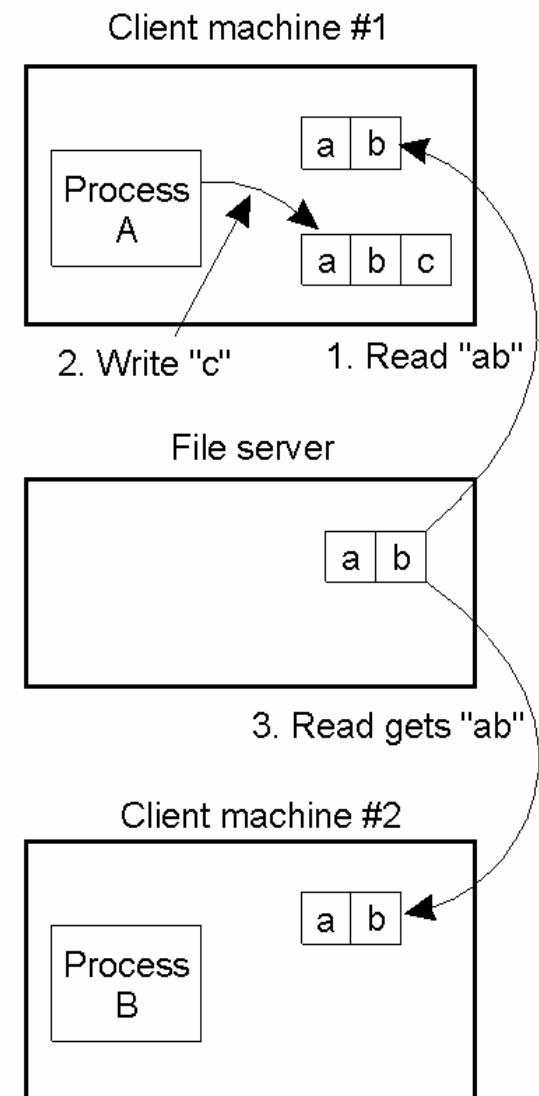 Client machine #1
a b
Process
A
a b c
2. Write "c"
1. Read "ab"
File server
a b
3. Read gets "ab"
Client machine #2
a b
Process
B